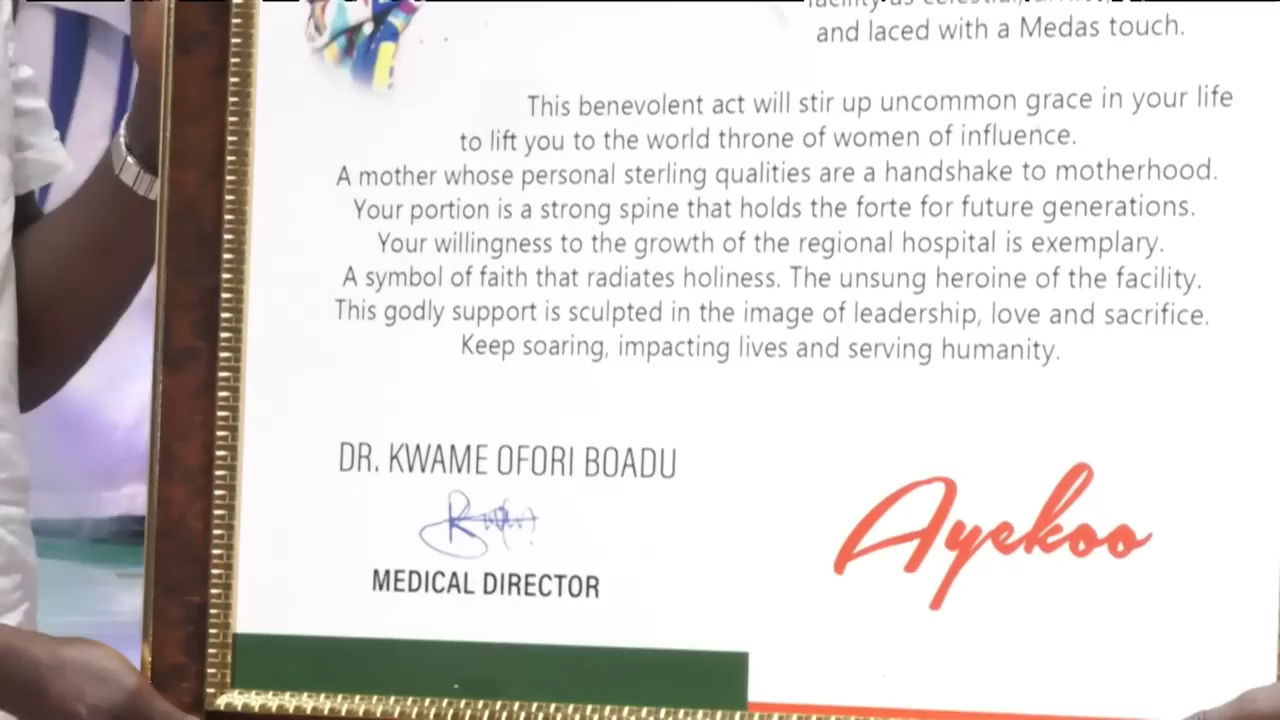 and laced with a Medas touch.
This benevolent act will stir up uncommon grace in your life
to lift you to the world throne of women of influence.
A mother whose personal sterling qualities are a handshake to motherhood.
Your portion is a strong spine that holds the forte for future generations.
Your willingness to the growth of the regional hospital is exemplary.
A symbol of faith that radiates holiness. The unsung heroine of the facility.
This godly support is sculpted in the image of leadership, love and sacrifice.
Keep soaring, impacting lives and serving humanity.
DR. KWAME OFORI BOADU
MEDICAL DIRECTOR
Ayekoo